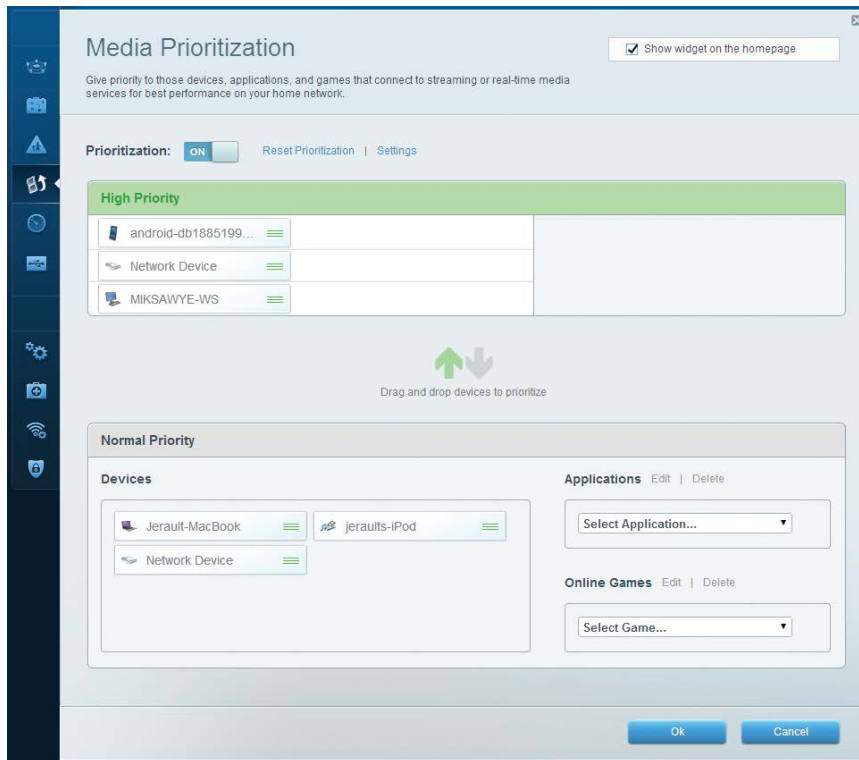 Media Prioritization
Show widget on the homepage
Give priority to those devices, applications, and games that connect to streaming or real-time media
services for best performance on your home network.
Prioritization: ON Reset Prioritization | Settings
High Priority
android-db1885199...
Network Device
MIKSAWYE-WS
Drag and drop devices to prioritize
Normal Priority
Devices
Jerault-MacBook
jeraults-iPod
Network Device
Applications Edit | Delete
Select Application...
Online Games Edit | Delete
Select Game...
Ok
Cancel